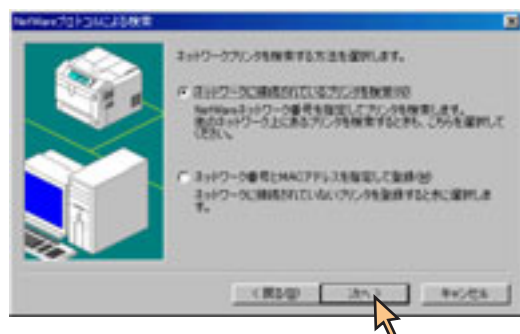 NetWareプロトコルによる検索
ネットワークプリンタを検索する方法を選択します。
ネットワークに接続されているプリンタを検索
NetWareネットワーク番号を指定してプリンタを検索します。
他のネットワーク上にあるプリンタを検索するときも、こちらを選択して
ください。
ネットワーク番号とMACアドレスを指定して登録(M)
ネットワークに接続されていないプリンタを登録するときに選択しま
す。
< 戻る(B)
次へ >
キャンセル